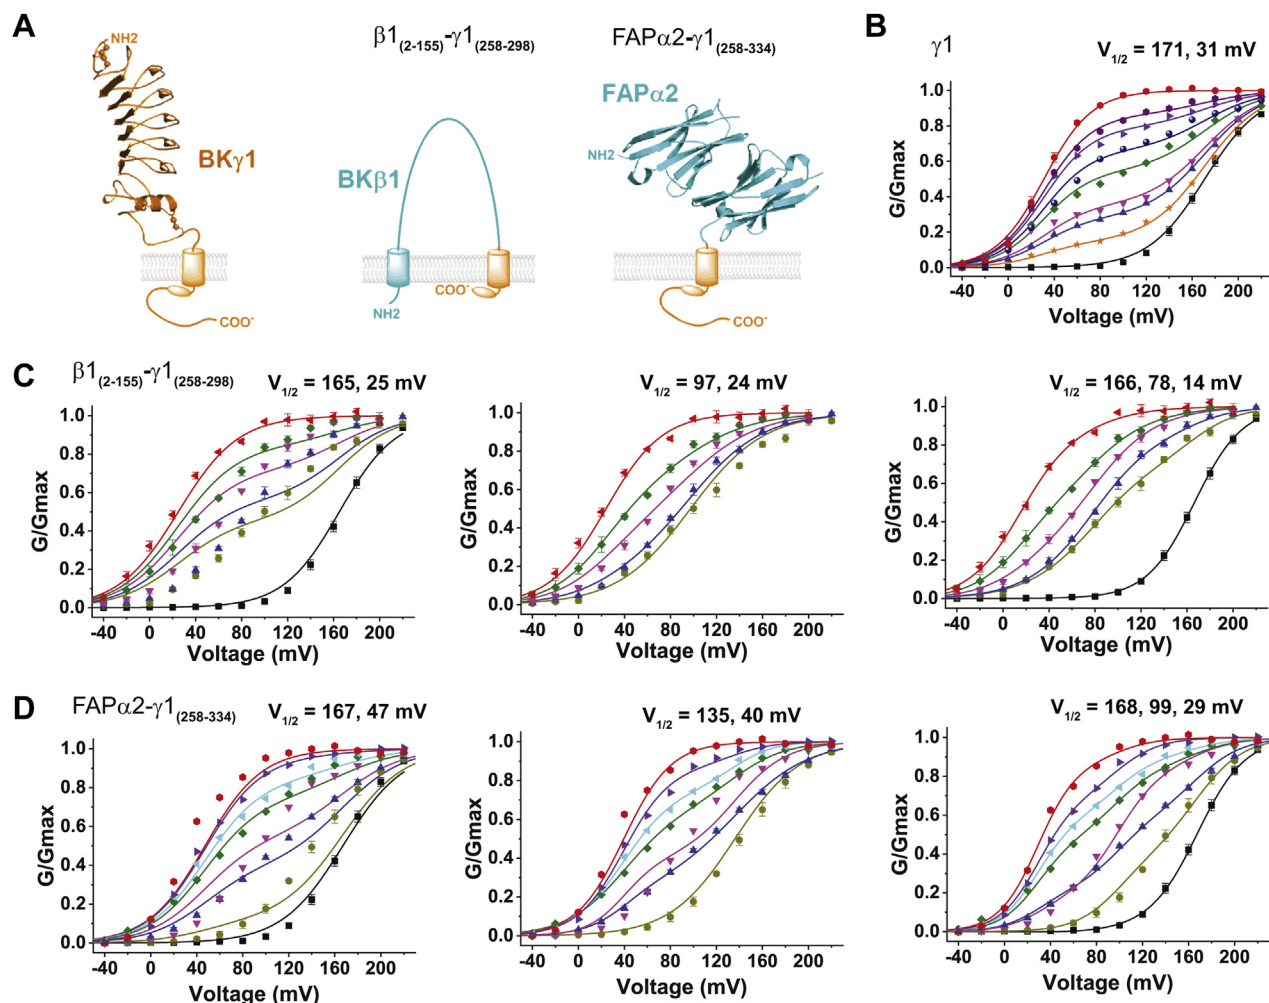 A
NH2
BKγ1
COO-
β1(2-155)-γ1(258-298)
BKβ1
NH2
COO-
FAPα2-γ1(258-334)
FAPα2
NH2
COO-
B
γ1
V1/2 = 171, 31 mV
G/Gmax
1.0
0.8
0.6
0.4
0.2
0.0
-40 0 40 80 120 160 200
Voltage (mV)
C
β1(2-155)-γ1(258-298)
V1/2 = 165, 25 mV
G/Gmax
1.0
0.8
0.6
0.4
0.2
0.0
-40 0 40 80 120 160 200
Voltage (mV)
V1/2 = 97, 24 mV
G/Gmax
1.0
0.8
0.6
0.4
0.2
0.0
-40 0 40 80 120 160 200
Voltage (mV)
V1/2 = 166, 78, 14 mV
G/Gmax
1.0
0.8
0.6
0.4
0.2
0.0
-40 0 40 80 120 160 200
Voltage (mV)
D
FAPα2-γ1(258-334)
V1/2 = 167, 47 mV
G/Gmax
1.0
0.8
0.6
0.4
0.2
0.0
-40 0 40 80 120 160 200
Voltage (mV)
V1/2 = 135, 40 mV
G/Gmax
1.0
0.8
0.6
0.4
0.2
0.0
-40 0 40 80 120 160 200
Voltage (mV)
V1/2 = 168, 99, 29 mV
G/Gmax
1.0
0.8
0.6
0.4
0.2
0.0
-40 0 40 80 120 160 200
Voltage (mV)